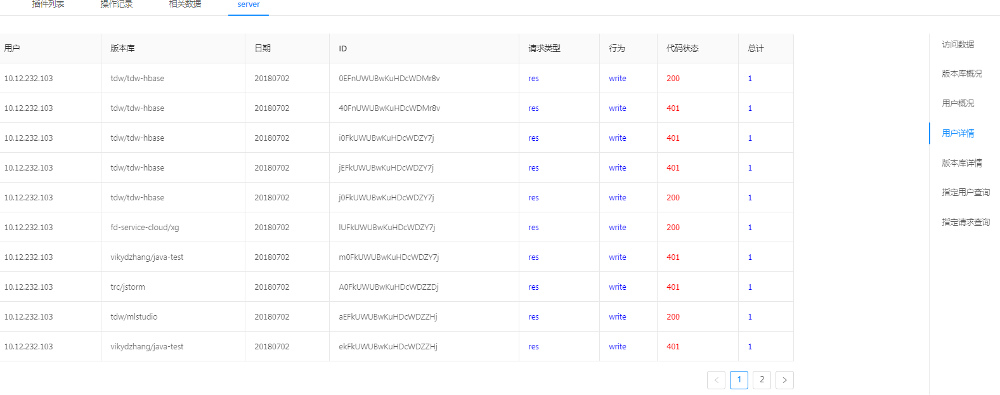 插件列表 操作记录 相关数据 server
用户 版本库 日期 ID 请求类型 行为 代码状态 总计
10.12.232.103 tdw/tdw-hbase 20180702 0EFnUWUBwKuHDcWDMr8v res write 200 1
10.12.232.103 tdw/tdw-hbase 20180702 40FnUWUBwKuHDcWDMr8v res write 401 1
10.12.232.103 tdw/tdw-hbase 20180702 i0FkUWUBwKuHDcWDZY7j res write 401 1
10.12.232.103 tdw/tdw-hbase 20180702 jEFkUWUBwKuHDcWDZY7j res write 401 1
10.12.232.103 tdw/tdw-hbase 20180702 j0FkUWUBwKuHDcWDZY7j res write 200 1
10.12.232.103 fd-service-cloud/xg 20180702 lUFkUWUBwKuHDcWDZY7j res write 200 1
10.12.232.103 vikydzhang/java-test 20180702 m0FkUWUBwKuHDcWDZY7j res write 401 1
10.12.232.103 trc/jstorm 20180702 A0FkUWUBwKuHDcWDZZDj res write 401 1
10.12.232.103 tdw/mlstudio 20180702 aEFkUWUBwKuHDcWDZZHj res write 200 1
10.12.232.103 vikydzhang/java-test 20180702 ekFkUWUBwKuHDcWDZZHj res write 401 1
< 1 2 >
访问数据
版本库概况
用户概况
用户详情
版本库详情
指定用户查询
指定请求查询